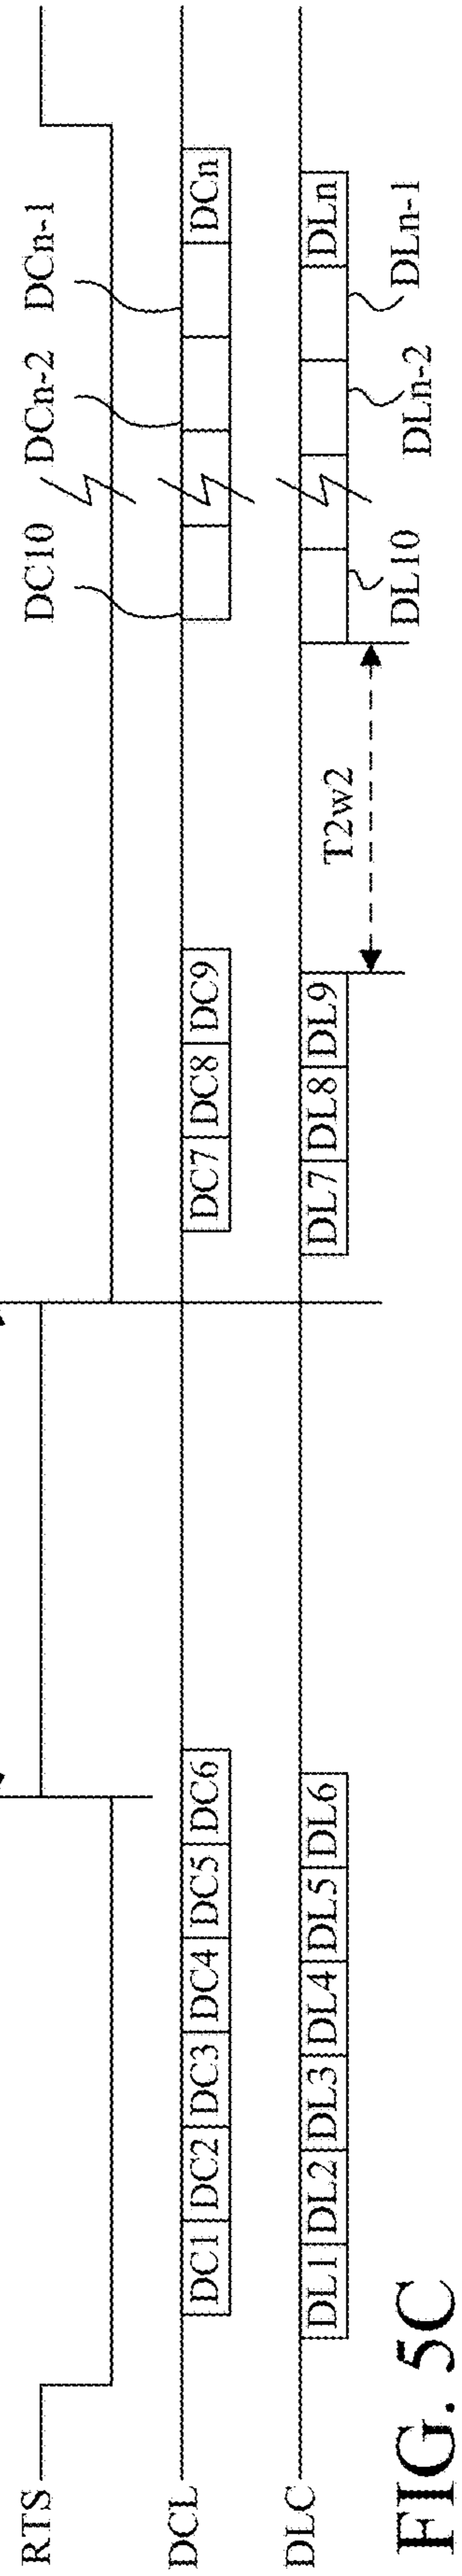 DCn-1
DCn-2
DC10
RTS
DCL
DC1 DC2 DC3 DC4 DC5 DC6 DC7 DC8 DC9 DCn
DLC
DL1 DL2 DL3 DL4 DL5 DL6 DL7 DL8 DL9 DLn
T2w2
DL10
DLn-2
DLn-1
FIG. 5C